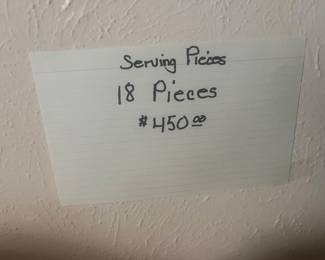 Serving Pieces
18 Pieces
$450.00